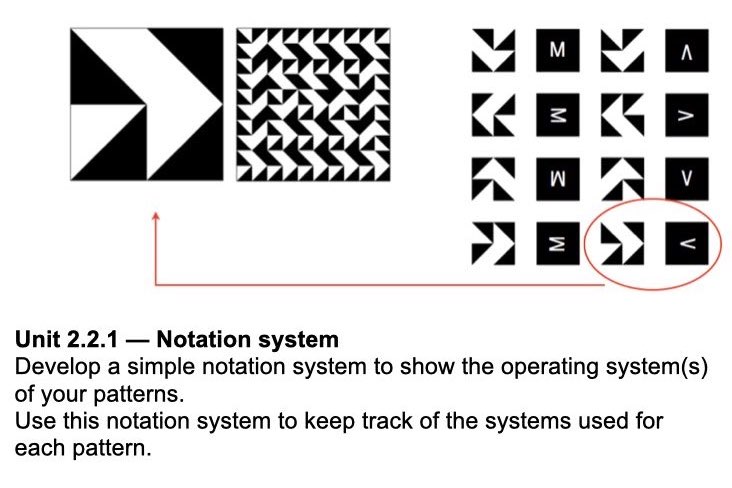 M Λ
M >
W V
Σ <
Unit 2.2.1 — Notation system
Develop a simple notation system to show the operating system(s)
of your patterns.
Use this notation system to keep track of the systems used for
each pattern.